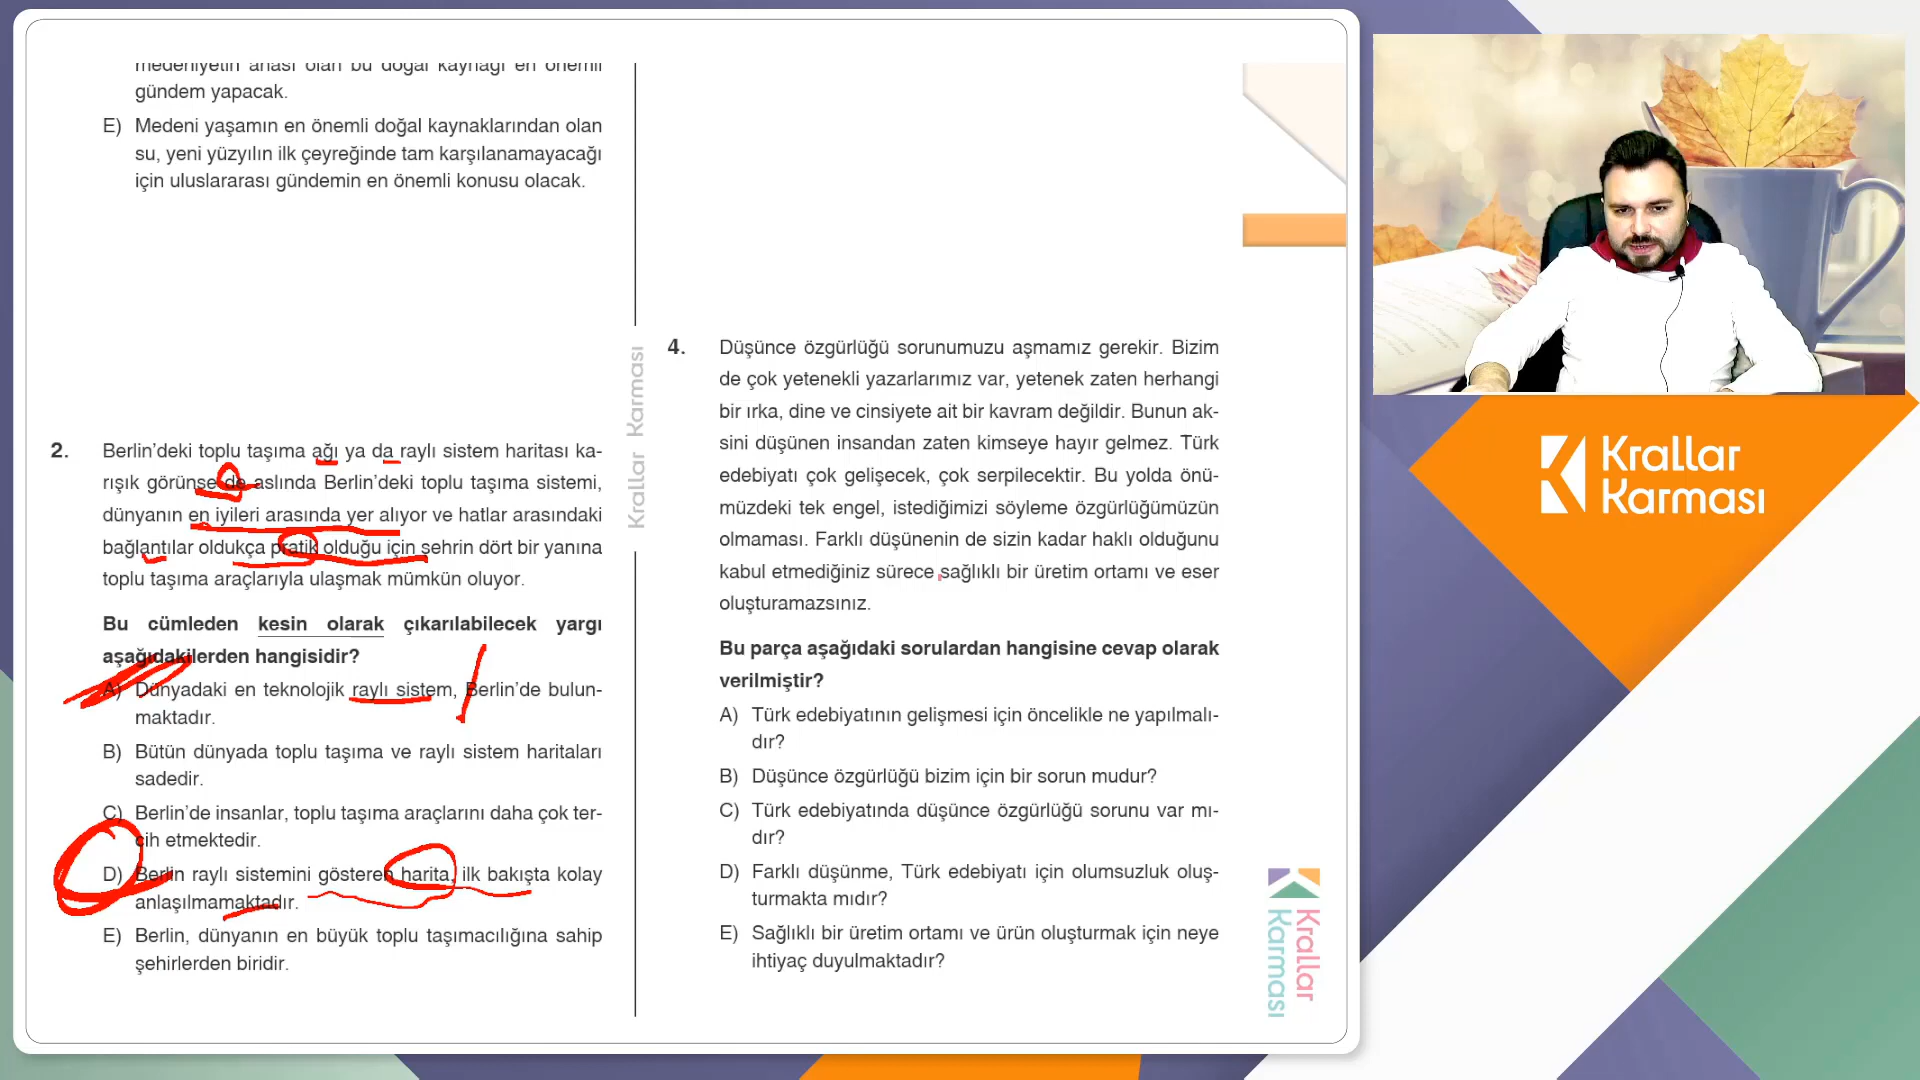 medeniyetin anası olan bu doğal kaynağı en önemli
gündem yapacak.
E) Medeni yaşamın en önemli doğal kaynaklarından olan
su, yeni yüzyılın ilk çeyreğinde tam karşılanamayacağı
için uluslararası gündemin en önemli konusu olacak.
2. Berlin’deki toplu taşıma ağı ya da raylı sistem haritası ka-
rışık görünse de aslında Berlin’deki toplu taşıma sistemi,
dünyanın en iyileri arasında yer alıyor ve hatlar arasındaki
bağlantılar oldukça pratik olduğu için şehrin dört bir yanına
toplu taşıma araçlarıyla ulaşmak mümkün oluyor.
Bu cümleden kesin olarak çıkarılabilecek yargı
aşağıdakilerden hangisidir?
A) Dünyadaki en teknolojik raylı sistem, Berlin’de bulun-
maktadır.
B) Bütün dünyada toplu taşıma ve raylı sistem haritaları
sadedir.
C) Berlin’de insanlar, toplu taşıma araçlarını daha çok ter-
cih etmektedir.
D) Berlin raylı sistemini gösteren harita, ilk bakışta kolay
anlaşılmamaktadır.
E) Berlin, dünyanın en büyük toplu taşımacılığına sahip
şehirlerden biridir.
Krallar Karması
4. Düşünce özgürlüğü sorunumuzu aşmamız gerekir. Bizim
de çok yetenekli yazarlarımız var, yetenek zaten herhangi
bir ırka, dine ve cinsiyete ait bir kavram değildir. Bunun ak-
sini düşünen insandan zaten kimseye hayır gelmez. Türk
edebiyatı çok gelişecek, çok serpilecektir. Bu yolda önü-
müzdeki tek engel, istediğimizi söyleme özgürlüğümüzün
olmaması. Farklı düşünenin de sizin kadar haklı olduğunu
kabul etmediğiniz sürece sağlıklı bir üretim ortamı ve eser
oluşturamazsınız.
Bu parça aşağıdaki sorulardan hangisine cevap olarak
verilmiştir?
A) Türk edebiyatının gelişmesi için öncelikle ne yapılmalı-
dır?
B) Düşünce özgürlüğü bizim için bir sorun mudur?
C) Türk edebiyatında düşünce özgürlüğü sorunu var mı-
dır?
D) Farklı düşünme, Türk edebiyatı için olumsuzluk oluş-
turmakta mıdır?
E) Sağlıklı bir üretim ortamı ve ürün oluşturmak için neye
ihtiyaç duyulmaktadır?
Krallar
Karması
Krallar
Karması